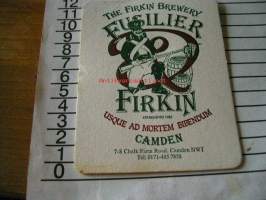 THE FIRKIN BREWERY
FUSILIER
&
FIRKIN
ESTABLISHED
USQUE AD MORTEM BIBENDUM
CAMDEN
7-8 Chalk Farm Road, Camden NW1
Tel: 0171-485 7858
12
11
10
9
8
7
6
5
4
3
2
1
0